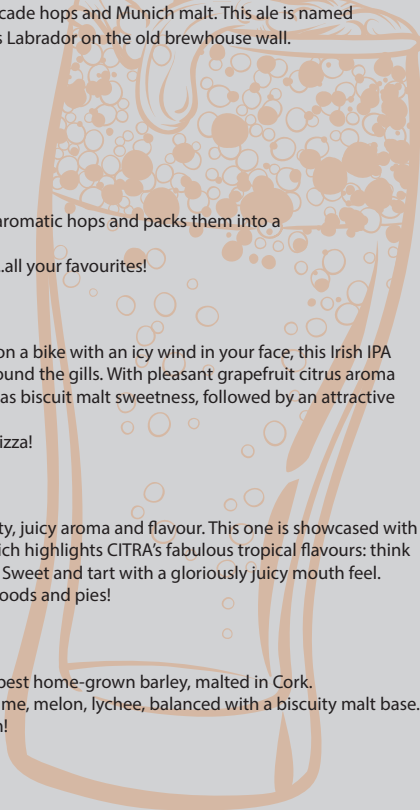 cade hops and Munich malt. This ale is named
s Labrador on the old brewhouse wall.
aromatic hops and packs them into a
..all your favourites!
on a bike with an icy wind in your face, this Irish IPA
ound the gills. With pleasant grapefruit citrus aroma
as biscuit malt sweetness, followed by an attractive
izza!
ty, juicy aroma and flavour. This one is showcased with
ich highlights CITRA's fabulous tropical flavours: think
Sweet and tart with a gloriously juicy mouth feel.
oods and pies!
best home-grown barley, malted in Cork.
me, melon, lychee, balanced with a biscuity malt base.
n!